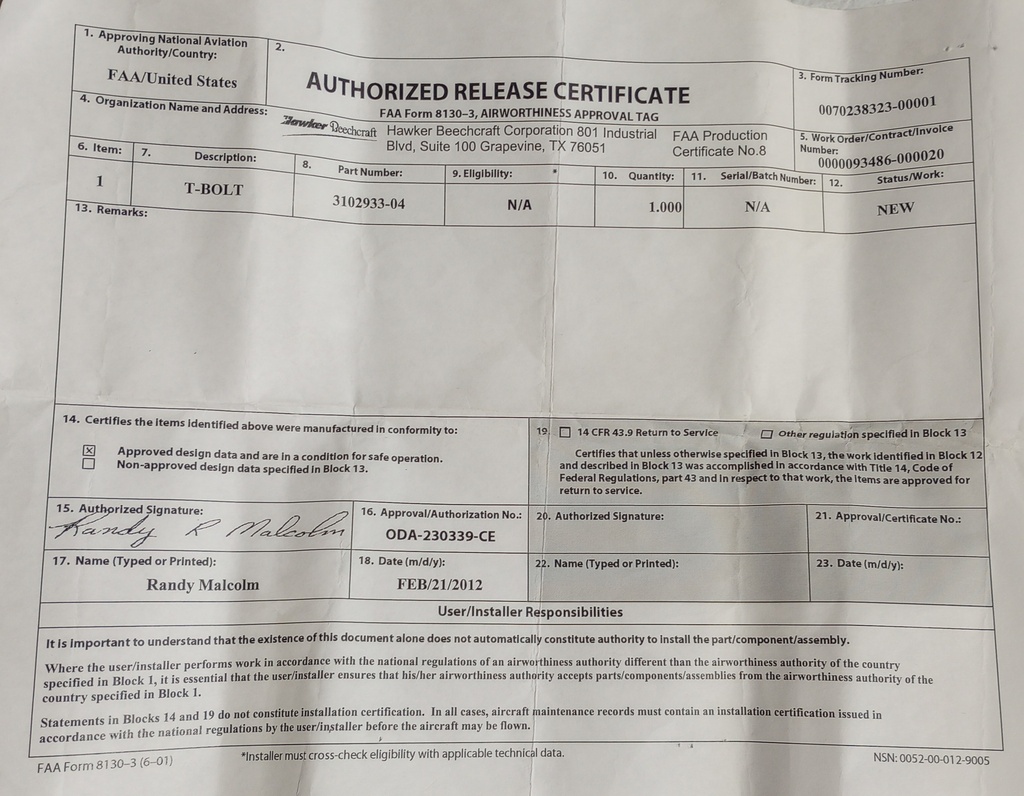 1. Approving National Aviation
Authority/Country:
FAA/United States
2.
AUTHORIZED RELEASE CERTIFICATE
FAA Form 8130–3, AIRWORTHINESS APPROVAL TAG
3. Form Tracking Number:
0070238323-00001
4. Organization Name and Address:
Hawker Beechcraft
Hawker Beechcraft Corporation 801 Industrial
Blvd, Suite 100 Grapevine, TX 76051
FAA Production
Certificate No.8
5. Work Order/Contract/Invoice
Number:
0000093486-000020
6. Item:
1
7. Description:
T-BOLT
8. Part Number:
3102933-04
9. Eligibility: *
N/A
10. Quantity:
1.000
11. Serial/Batch Number:
N/A
12. Status/Work:
NEW
13. Remarks:
14. Certifies the items identified above were manufactured in conformity to:
Approved design data and are in a condition for safe operation.
Non-approved design data specified in Block 13.
19. 14 CFR 43.9 Return to Service Other regulation specified in Block 13
Certifies that unless otherwise specified in Block 13, the work identified in Block 12
and described in Block 13 was accomplished in accordance with Title 14, Code of
Federal Regulations, part 43 and in respect to that work, the items are approved for
return to service.
15. Authorized Signature:
Randy R Malcolm
16. Approval/Authorization No.:
ODA-230339-CE
20. Authorized Signature:
21. Approval/Certificate No.:
17. Name (Typed or Printed):
Randy Malcolm
18. Date (m/d/y):
FEB/21/2012
22. Name (Typed or Printed):
23. Date (m/d/y):
User/Installer Responsibilities
It is important to understand that the existence of this document alone does not automatically constitute authority to install the part/component/assembly.
Where the user/installer performs work in accordance with the national regulations of an airworthiness authority different than the airworthiness authority of the country
specified in Block 1, it is essential that the user/installer ensures that his/her airworthiness authority accepts parts/components/assemblies from the airworthiness authority of the
country specified in Block 1.
Statements in Blocks 14 and 19 do not constitute installation certification. In all cases, aircraft maintenance records must contain an installation certification issued in
accordance with the national regulations by the user/installer before the aircraft may be flown.
FAA Form 8130–3 (6–01)
*Installer must cross-check eligibility with applicable technical data.
NSN: 0052-00-012-9005